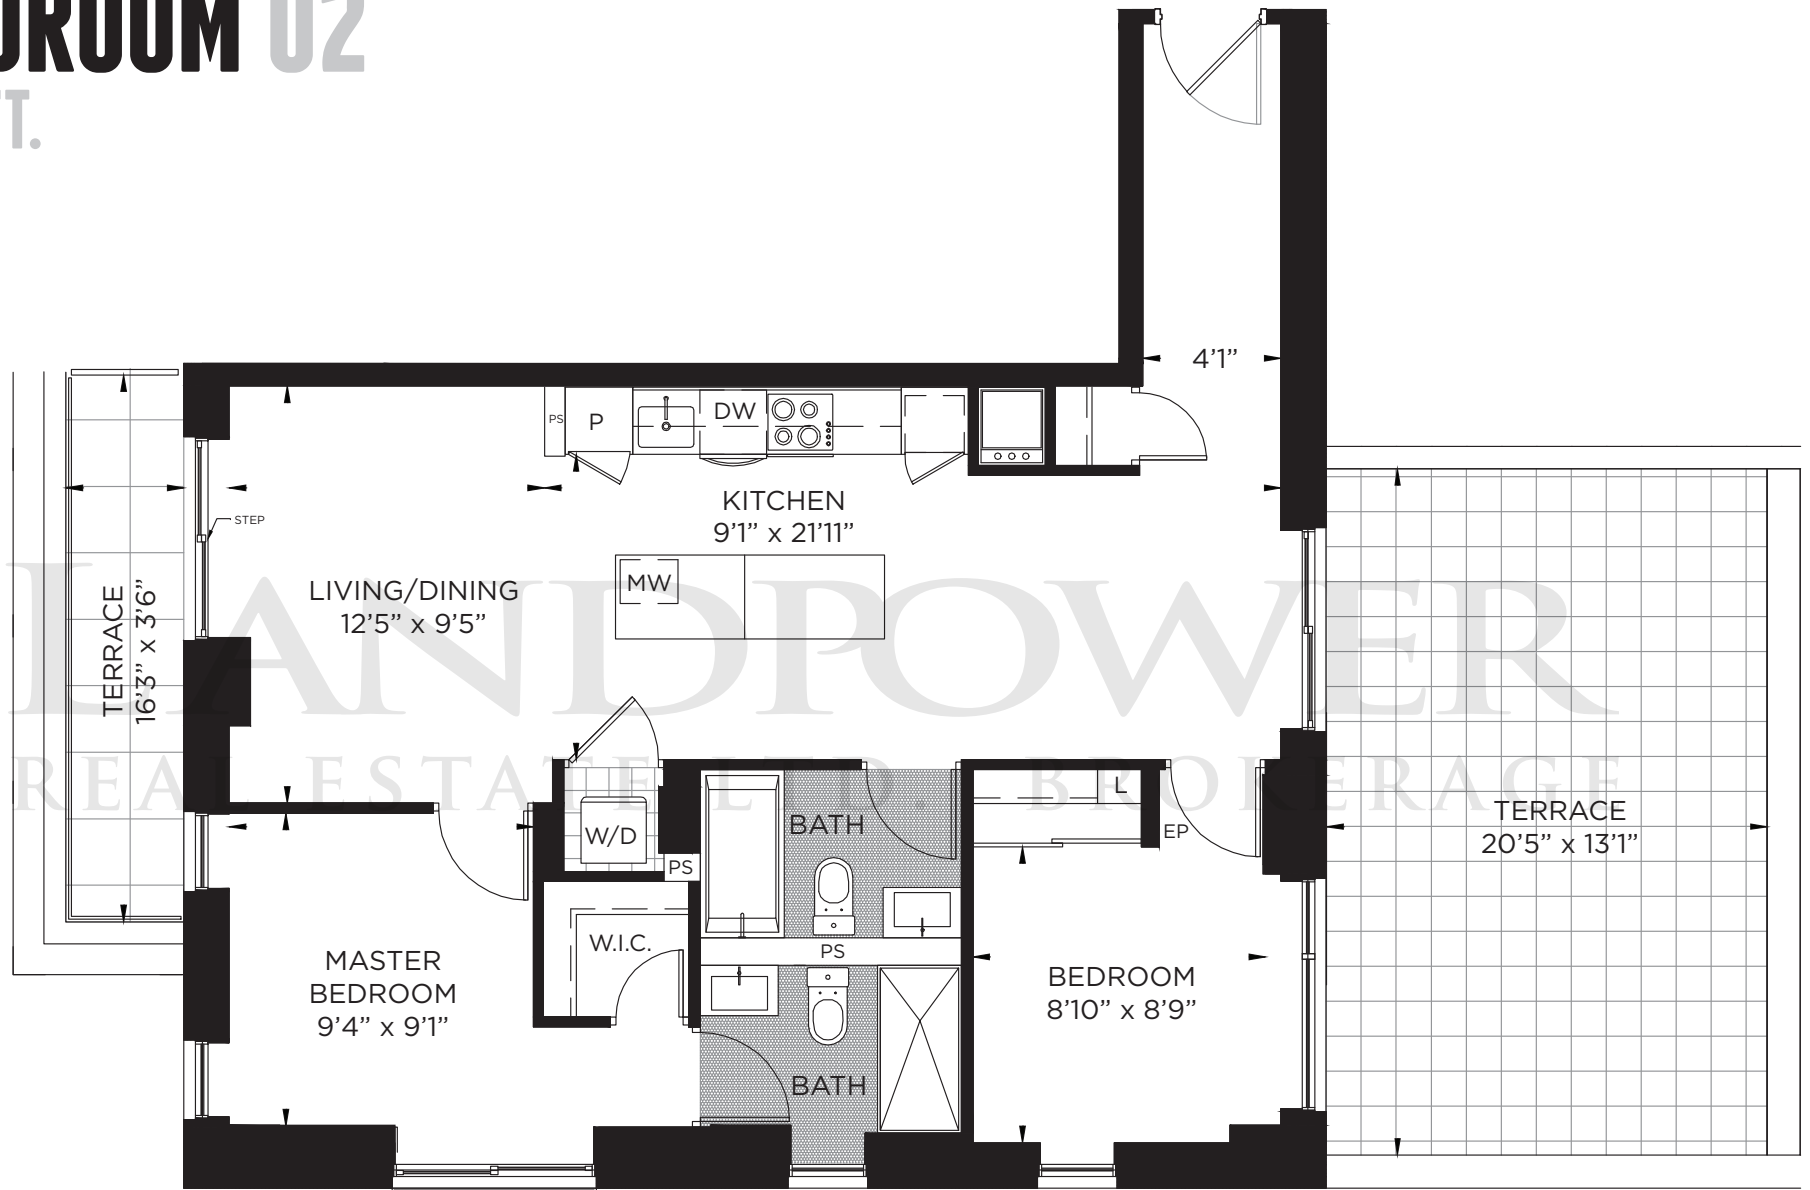 02
4'1"
PS
P
DW
KITCHEN
9'1" x 21'11"
STEP
MW
LIVING/DINING
12'5" x 9'5"
TERRACE
16'3" x 3'6"
LANDPOWER
REAL ESTATE LTD. BROKERAGE
W/D
PS
BATH
L
EP
TERRACE
20'5" x 13'1"
W.I.C.
PS
MASTER
BEDROOM
9'4" x 9'1"
BEDROOM
8'10" x 8'9"
BATH